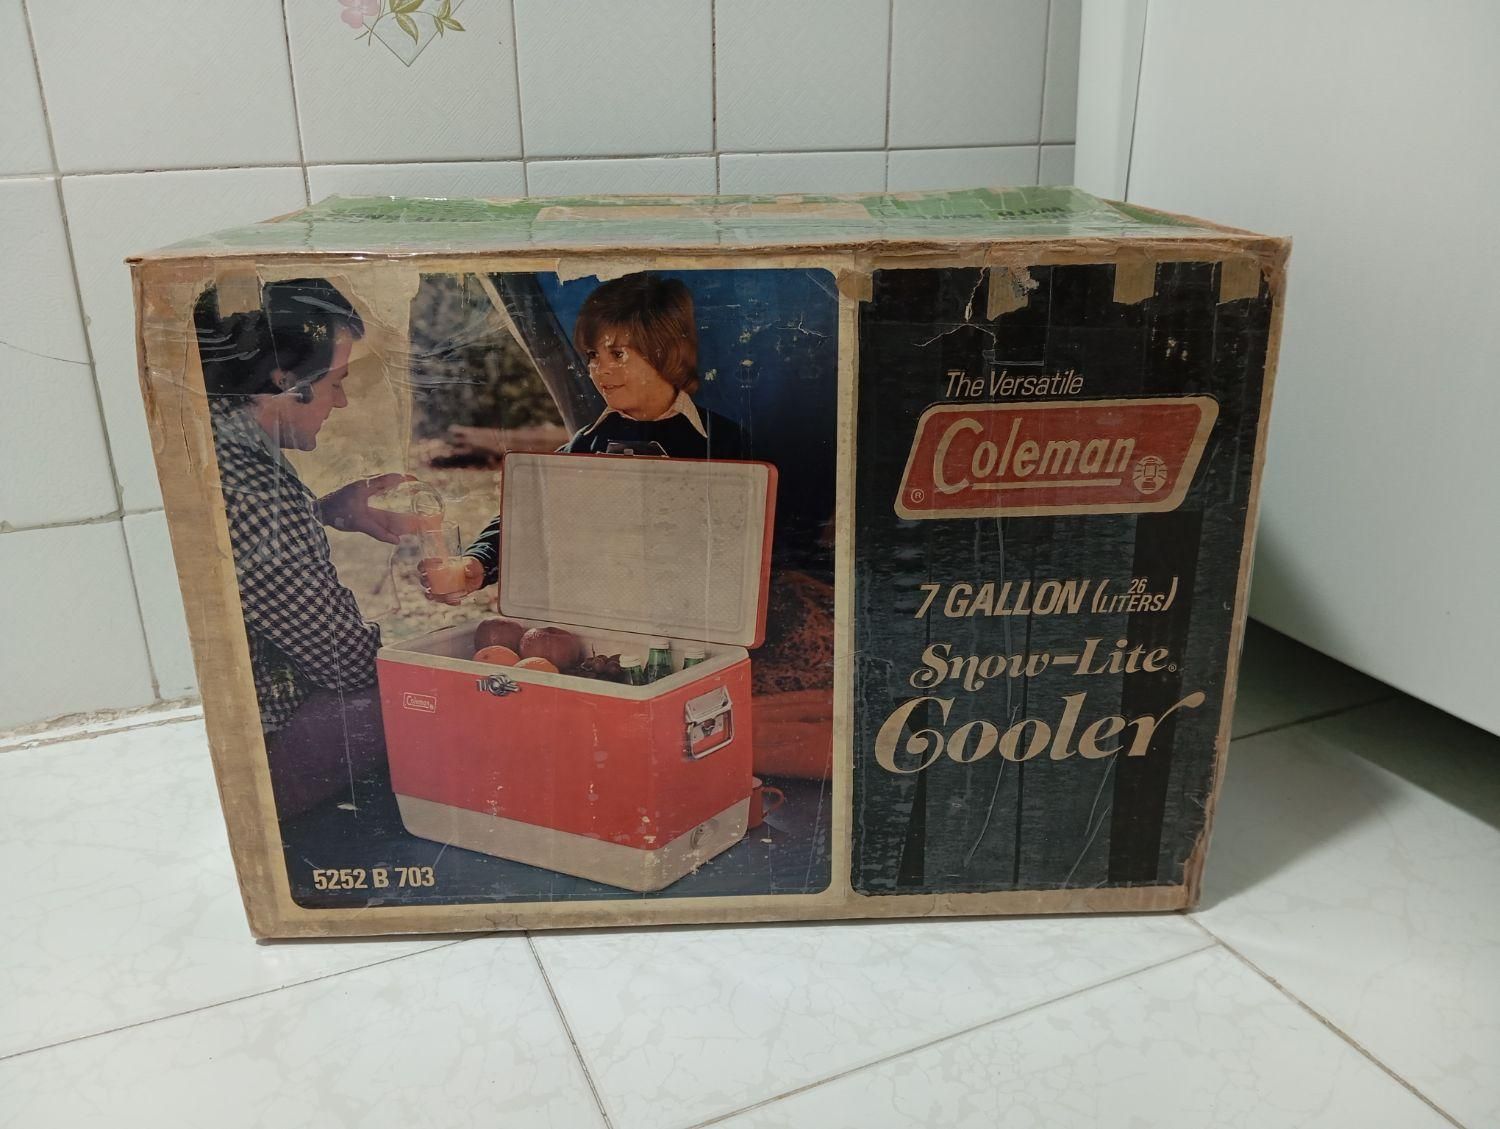 The Versatile
Coleman
®
7 GALLON (26 LITERS)
Snow-Lite®
Cooler
Coleman
5252 B 703